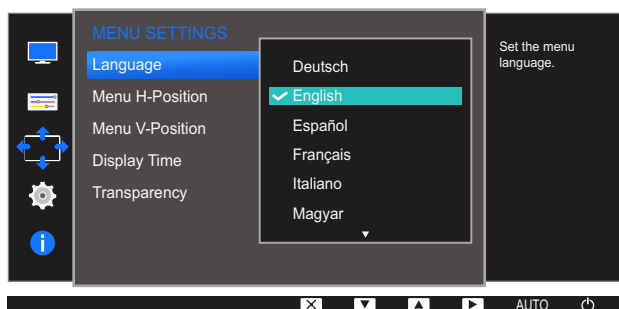 MENU SETTINGS
Language
Menu H-Position
Menu V-Position
Display Time
Transparency
Deutsch
English
Español
Français
Italiano
Magyar
Set the menu
language.
AUTO